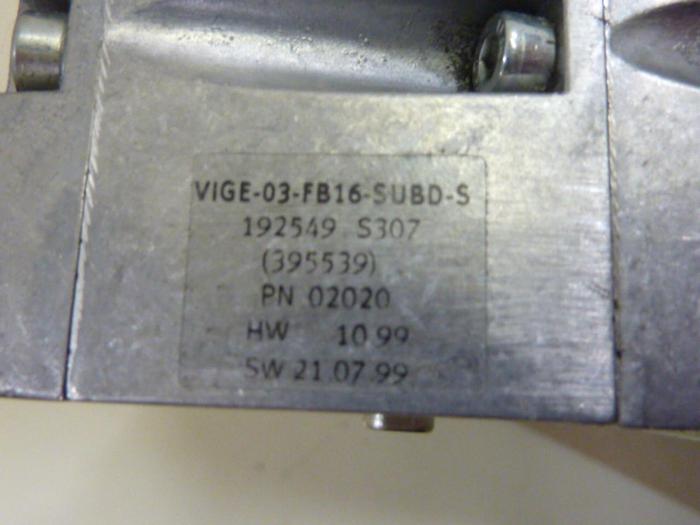 VIGE-03-FB16-SUBD-S
192549 S307
(395539)
PN 02020
HW 10.99
SW 21.07.99